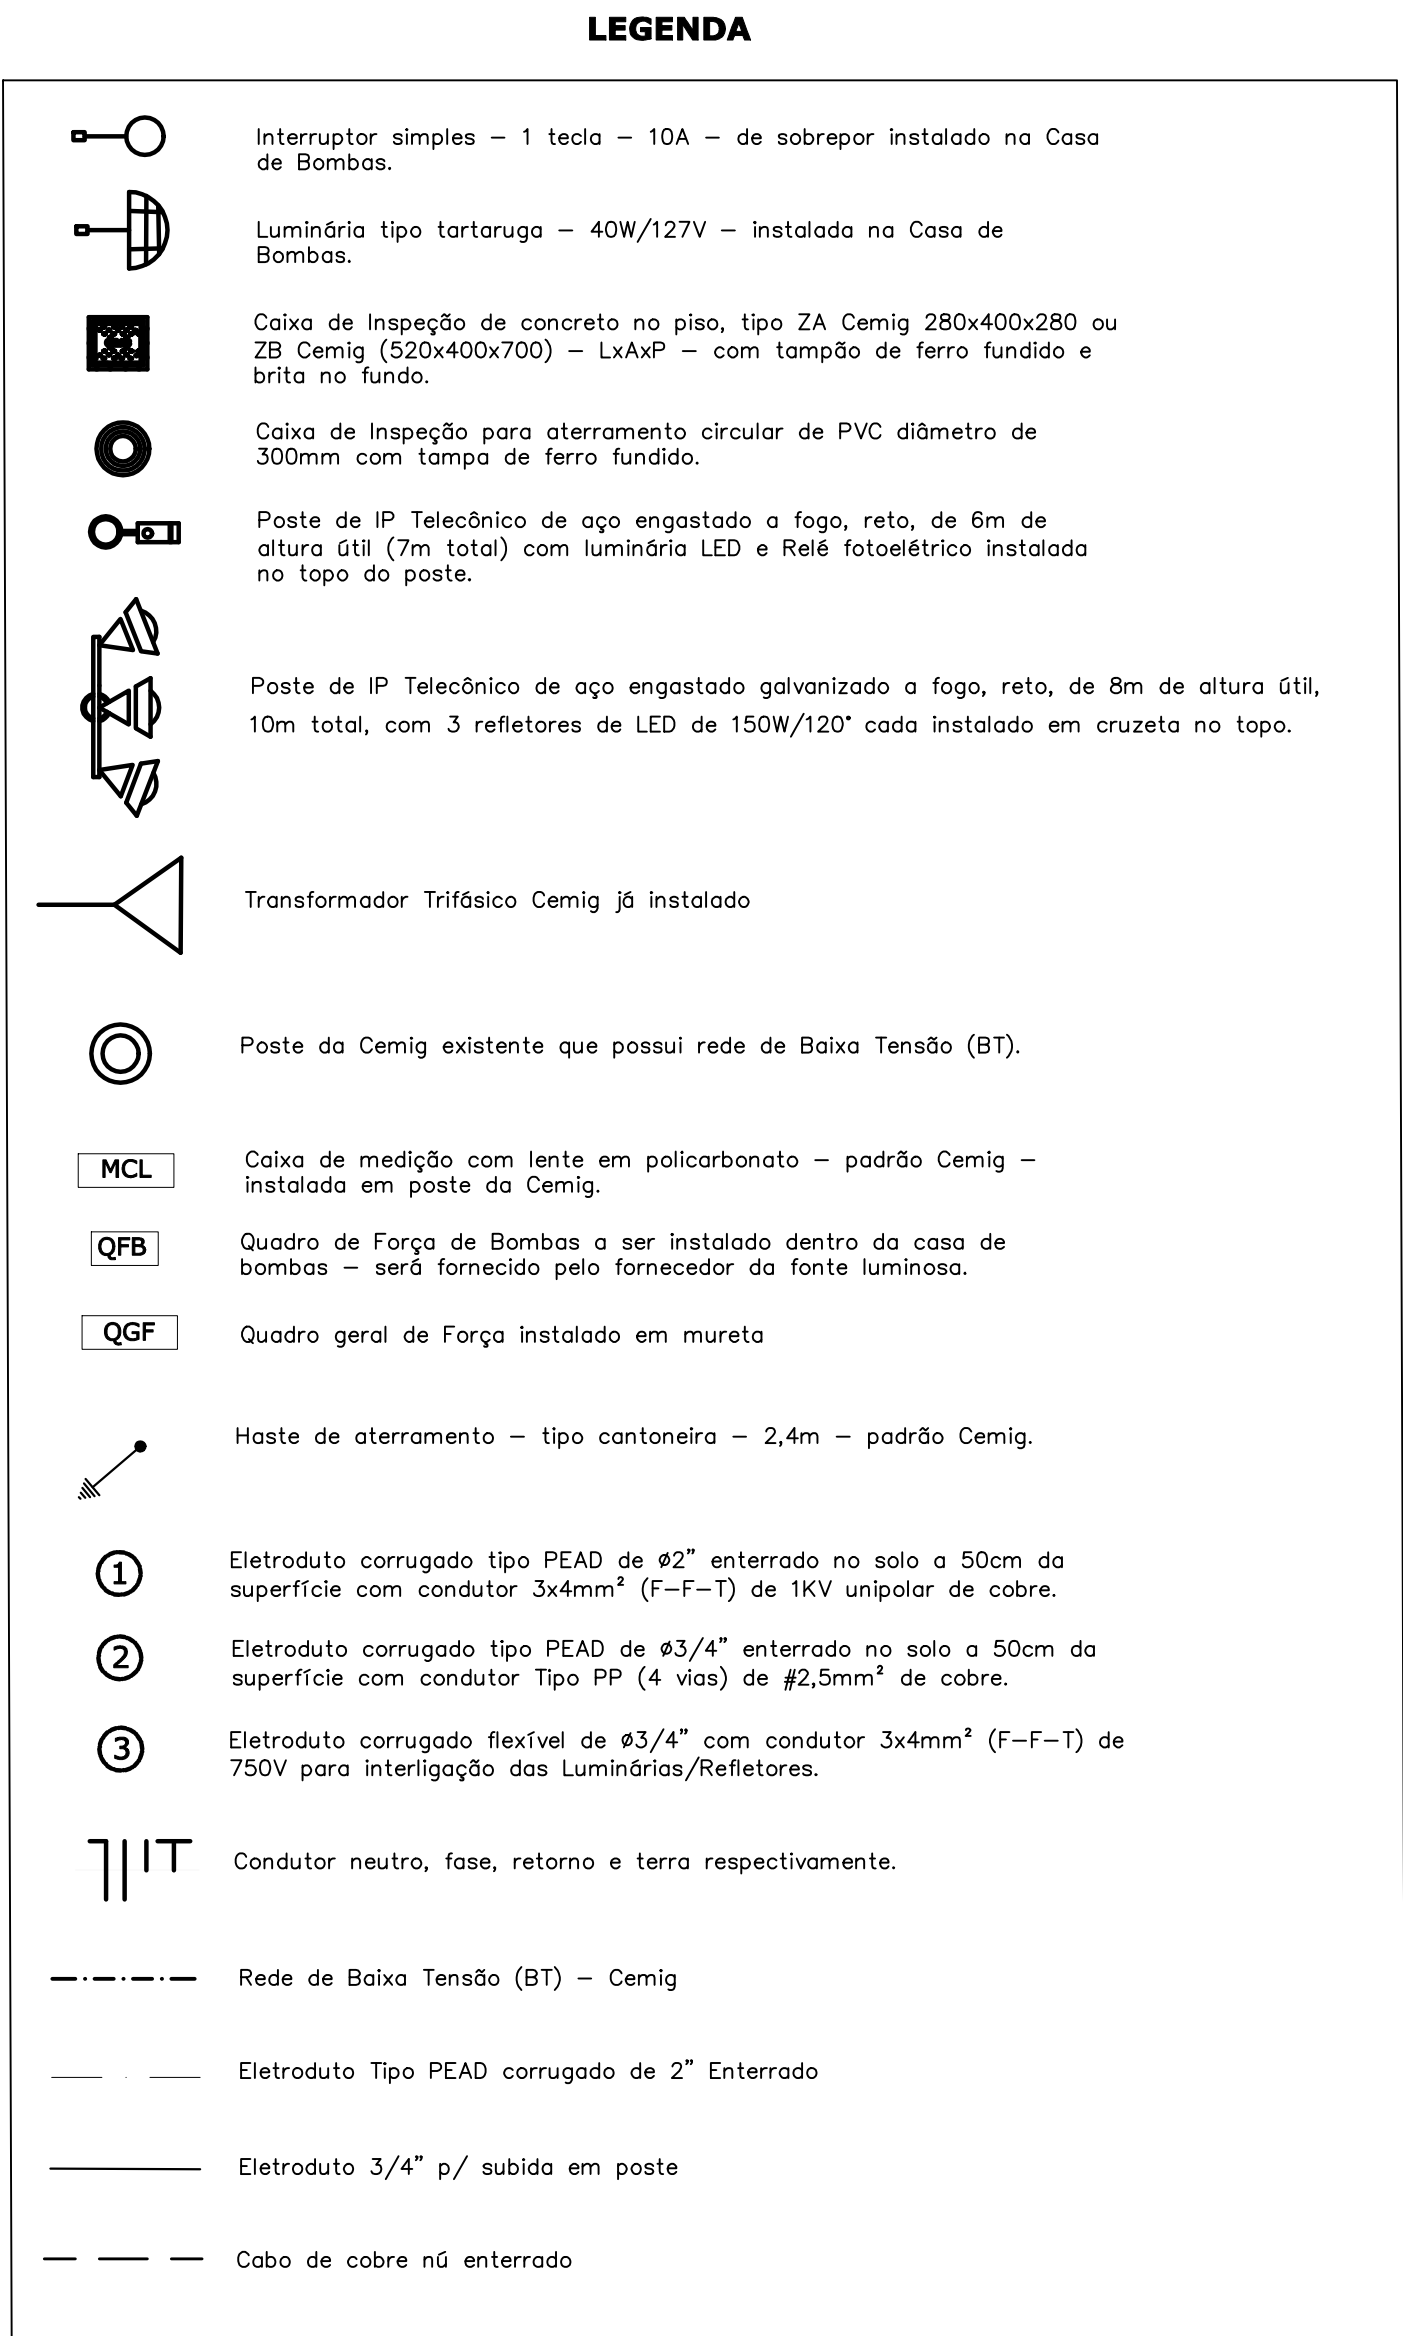 LEGENDA
Interruptor simples – 1 tecla – 10A – de sobrepor instalado na Casa
de Bombas.
Luminária tipo tartaruga – 40W/127V – instalada na Casa de
Bombas.
Caixa de Inspeção de concreto no piso, tipo ZA Cemig 280x400x280 ou
ZB Cemig (520x400x700) – LxAxP – com tampão de ferro fundido e
brita no fundo.
Caixa de Inspeção para aterramento circular de PVC diâmetro de
300mm com tampa de ferro fundido.
Poste de IP Telecônico de aço engastado a fogo, reto, de 6m de
altura útil (7m total) com luminária LED e Relé fotoelétrico instalada
no topo do poste.
Poste de IP Telecônico de aço engastado galvanizado a fogo, reto, de 8m de altura útil,
10m total, com 3 refletores de LED de 150W/120° cada instalado em cruzeta no topo.
Transformador Trifásico Cemig já instalado
Poste da Cemig existente que possui rede de Baixa Tensão (BT).
MCL
Caixa de medição com lente em policarbonato – padrão Cemig –
instalada em poste da Cemig.
QFB
Quadro de Força de Bombas a ser instalado dentro da casa de
bombas – será fornecido pelo fornecedor da fonte luminosa.
QGF
Quadro geral de Força instalado em mureta
Haste de aterramento – tipo cantoneira – 2,4m – padrão Cemig.
1
Eletroduto corrugado tipo PEAD de ø2" enterrado no solo a 50cm da
superfície com condutor 3x4mm² (F–F–T) de 1KV unipolar de cobre.
2
Eletroduto corrugado tipo PEAD de ø3/4" enterrado no solo a 50cm da
superfície com condutor Tipo PP (4 vias) de #2,5mm² de cobre.
3
Eletroduto corrugado flexível de ø3/4" com condutor 3x4mm² (F–F–T) de
750V para interligação das Luminárias/Refletores.
Condutor neutro, fase, retorno e terra respectivamente.
Rede de Baixa Tensão (BT) – Cemig
Eletroduto Tipo PEAD corrugado de 2" Enterrado
Eletroduto 3/4" p/ subida em poste
Cabo de cobre nú enterrado